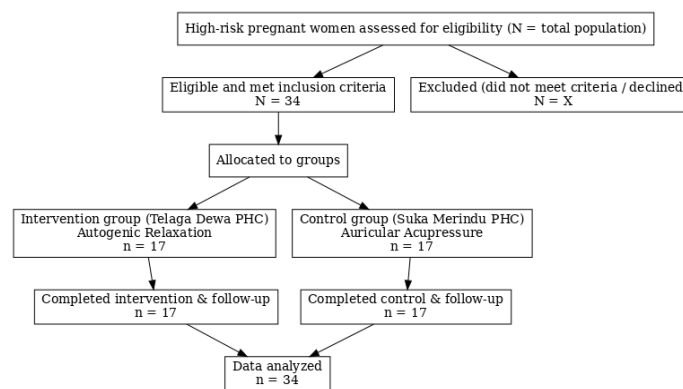 High-risk pregnant women assessed for eligibility (N = total population)
Eligible and met inclusion criteria
N = 34
Excluded (did not meet criteria / declined
N = X
Allocated to groups
Intervention group (Telaga Dewa PHC)
Autogenic Relaxation
n = 17
Control group (Suka Merindu PHC)
Auricular Acupressure
n = 17
Completed intervention & follow-up
n = 17
Completed control & follow-up
n = 17
Data analyzed
n = 34